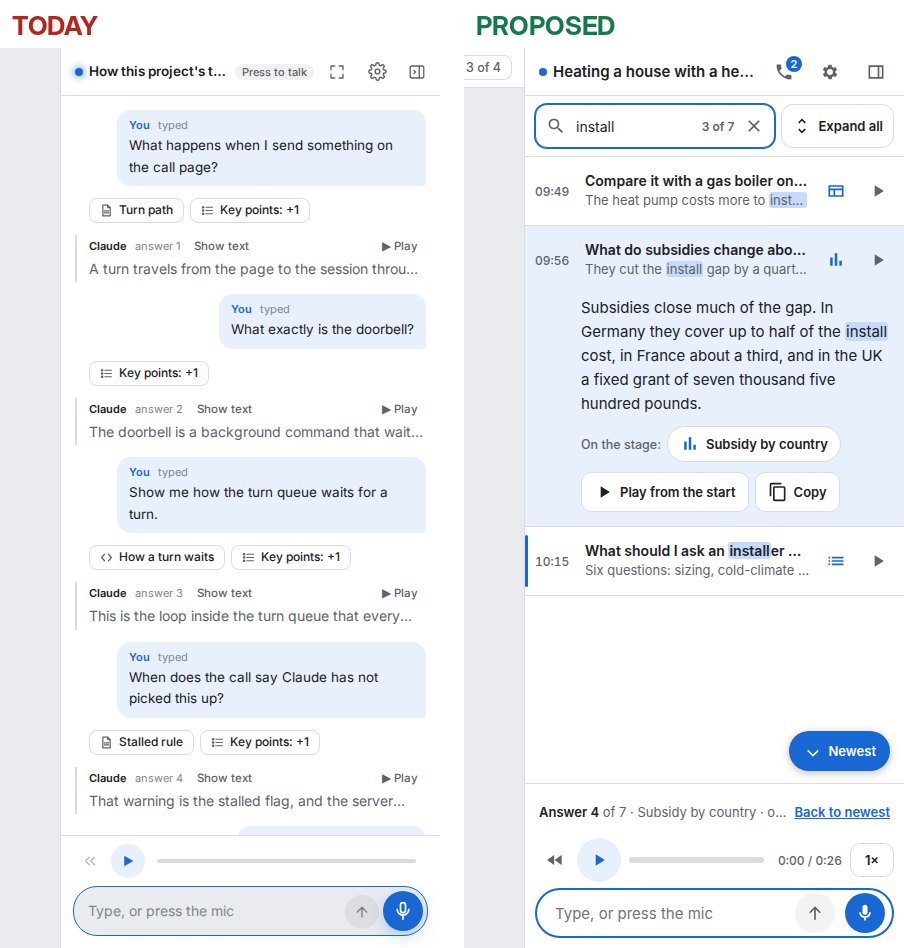 TODAY
How this project's t...
Press to talk
You typed
What happens when I send something on
the call page?
Turn path
Key points: +1
Claude answer 1 Show text
▶ Play
A turn travels from the page to the session throu...
You typed
What exactly is the doorbell?
Key points: +1
Claude answer 2 Show text
▶ Play
The doorbell is a background command that wait...
You typed
Show me how the turn queue waits for a
turn.
How a turn waits
Key points: +1
Claude answer 3 Show text
▶ Play
This is the loop inside the turn queue that every...
You typed
When does the call say Claude has not
picked this up?
Stalled rule
Key points: +1
Claude answer 4 Show text
▶ Play
That warning is the stalled flag, and the server...
Type, or press the mic
PROPOSED
3 of 4
Heating a house with a he...
2
install
3 of 7
Expand all
09:49
Compare it with a gas boiler on...
The heat pump costs more to inst...
09:56
What do subsidies change abo...
They cut the install gap by a quart...
Subsidies close much of the gap. In
Germany they cover up to half of the install
cost, in France about a third, and in the UK
a fixed grant of seven thousand five
hundred pounds.
On the stage:
Subsidy by country
Play from the start
Copy
10:15
What should I ask an installer ...
Six questions: sizing, cold-climate ...
Newest
Answer 4 of 7 · Subsidy by country · o...
Back to newest
0:00 / 0:26
1×
Type, or press the mic